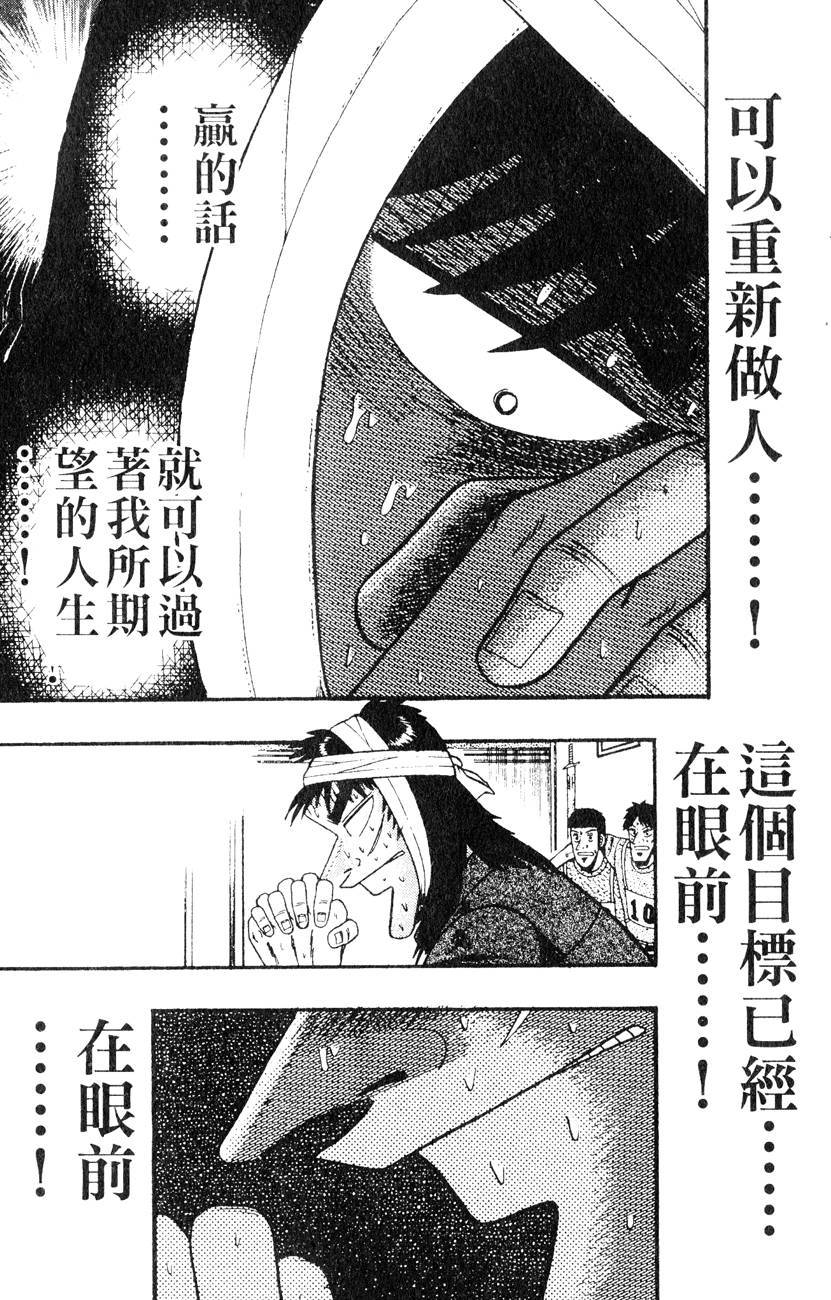 可以重新做人………！
贏的話
………
就可以過
著我所期
望的人生
………！
這個目標已經………
在眼前………！
10
在眼前
………！